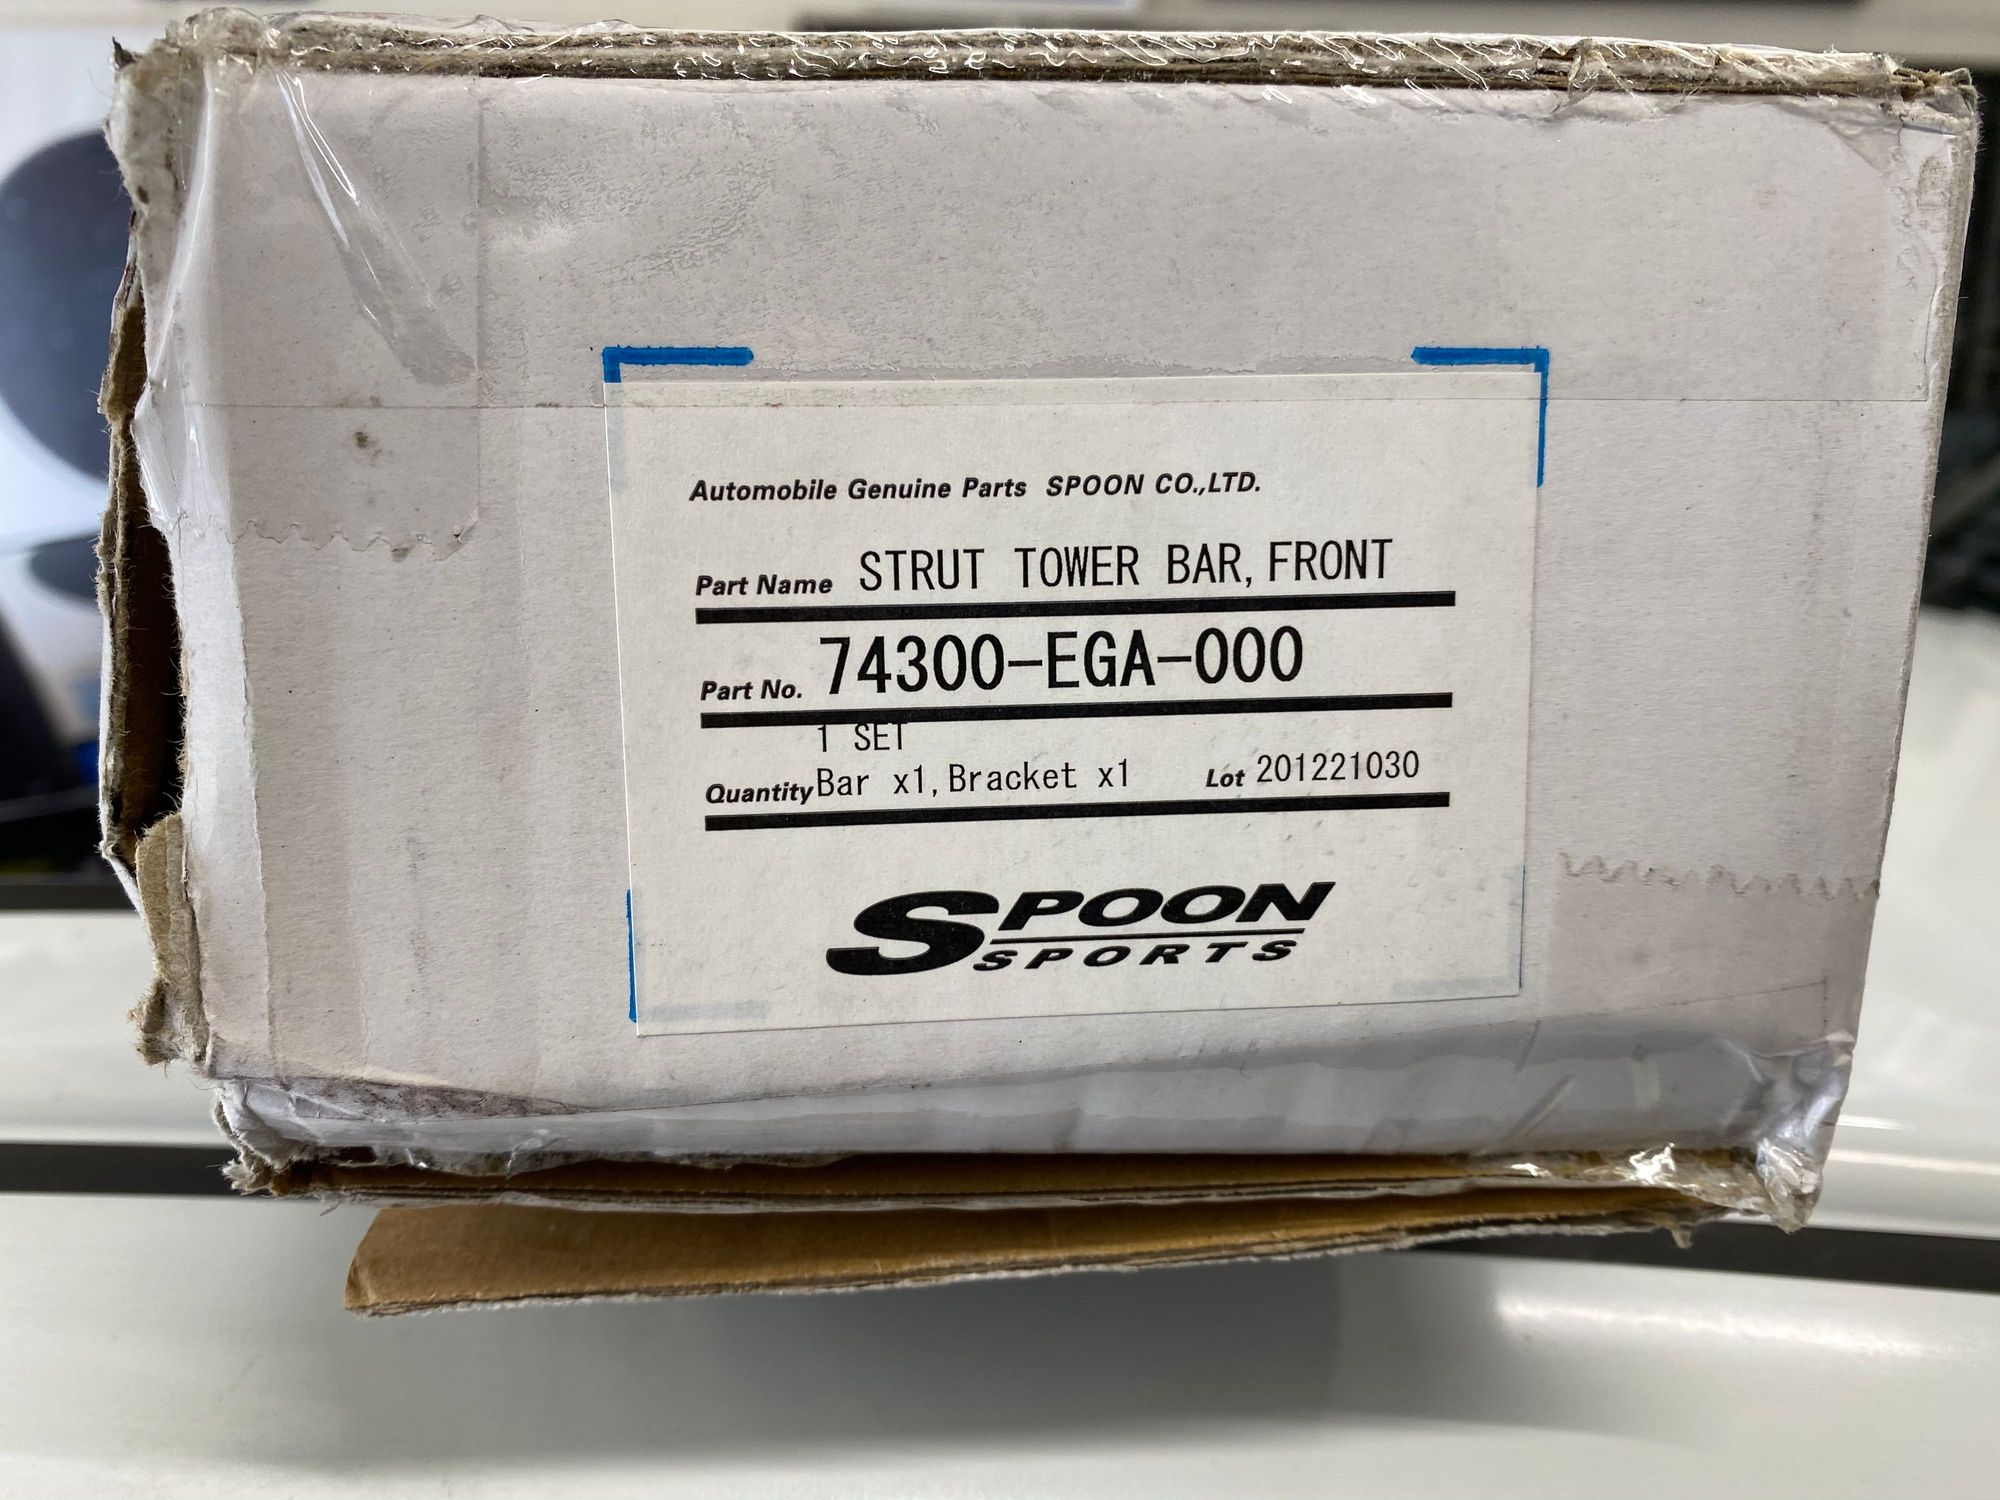 Automobile Genuine Parts SPOON CO.,LTD.
Part Name STRUT TOWER BAR, FRONT
Part No. 74300-EGA-000
1 SET
Quantity Bar x1, Bracket x1 Lot 201221030
SPOON
SPORTS